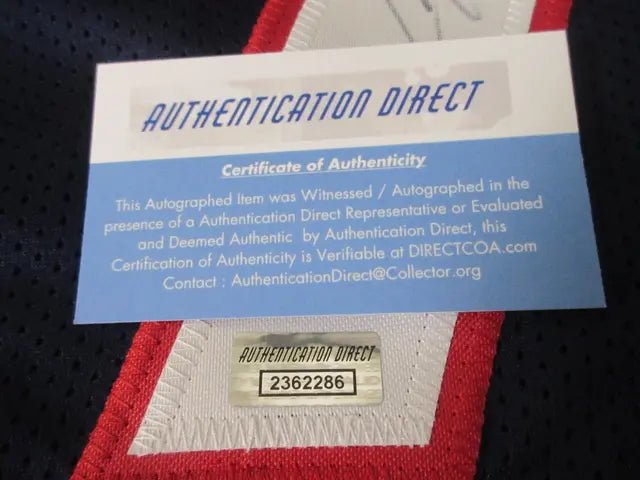 AUTHENTICATION DIRECT
Certificate of Authenticity
This Autographed Item was Witnessed / Autographed in the
presence of a Authentication Direct Representative or Evaluated
and Deemed Authentic by Authentication Direct, this
Certification of Authenticity is Verifiable at DIRECTCOA.com
Contact : AuthenticationDirect@Collector.org
AUTHENTICATION DIRECT
2362286